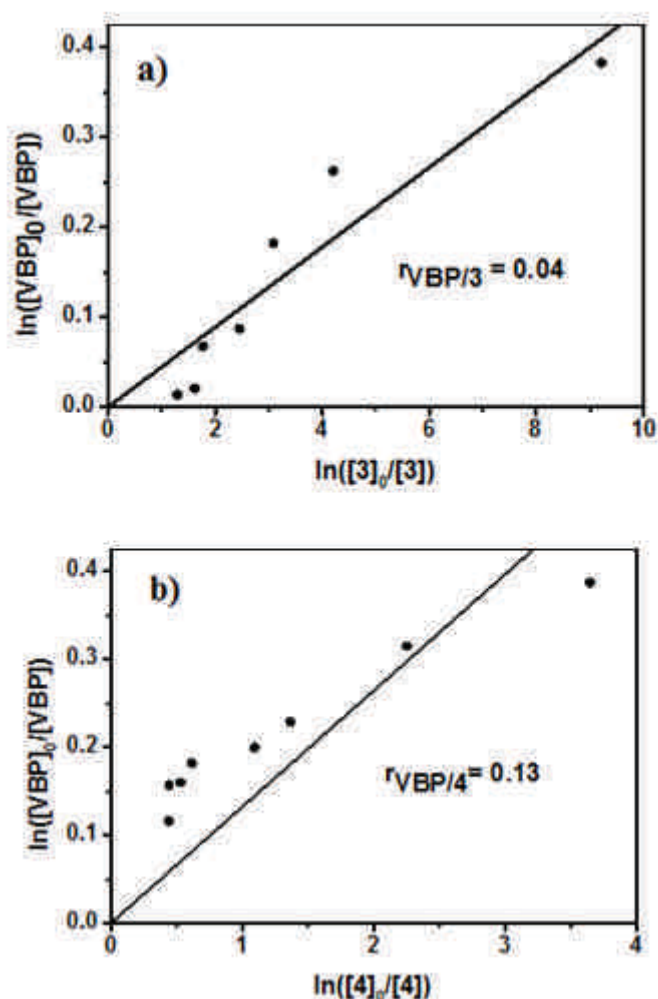 a)
0.4
0.3
0.2
0.1
0.0
ln([VBP]0/[VBP])
rVBP/3 = 0.04
0 2 4 6 8 10
ln([3]0/[3])
b)
0.4
0.3
0.2
0.1
0.0
ln([VBP]0/[VBP])
rVBP/4 = 0.13
0 1 2 3 4
ln([4]0/[4])